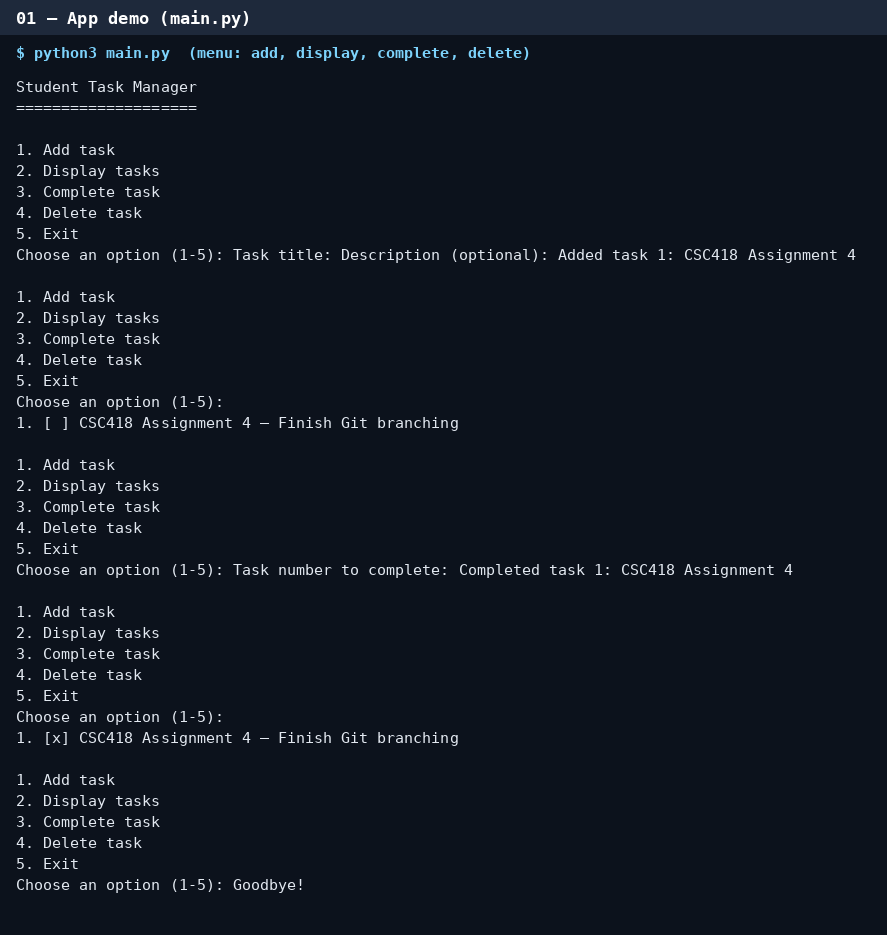 01 — App demo (main.py)
$ python3 main.py  (menu: add, display, complete, delete)
Student Task Manager
====================
1. Add task
2. Display tasks
3. Complete task
4. Delete task
5. Exit
Choose an option (1-5): Task title: Description (optional): Added task 1: CSC418 Assignment 4
1. Add task
2. Display tasks
3. Complete task
4. Delete task
5. Exit
Choose an option (1-5):
1. [ ] CSC418 Assignment 4 — Finish Git branching
1. Add task
2. Display tasks
3. Complete task
4. Delete task
5. Exit
Choose an option (1-5): Task number to complete: Completed task 1: CSC418 Assignment 4
1. Add task
2. Display tasks
3. Complete task
4. Delete task
5. Exit
Choose an option (1-5):
1. [x] CSC418 Assignment 4 — Finish Git branching
1. Add task
2. Display tasks
3. Complete task
4. Delete task
5. Exit
Choose an option (1-5): Goodbye!